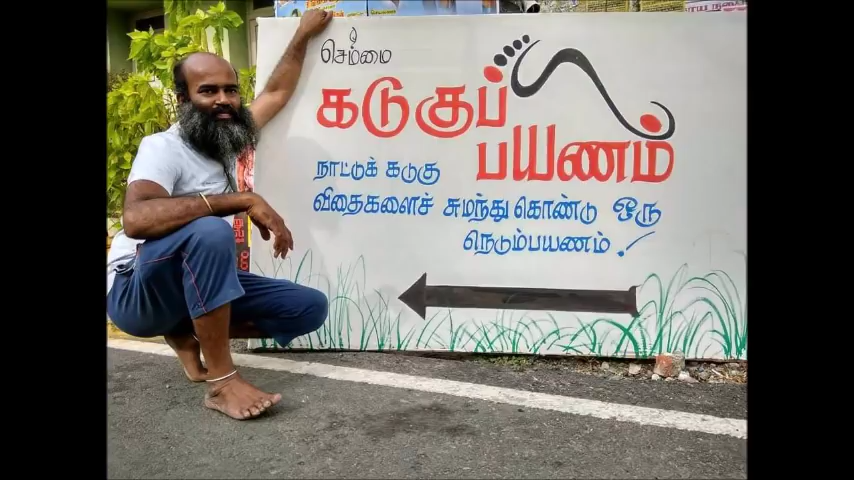 செம்மை
கடுகுப்
பயணம்
நாட்டுக் கடுகு
விதைகளைச் சுமந்து கொண்டு ஒரு
நெடும்பயணம் !